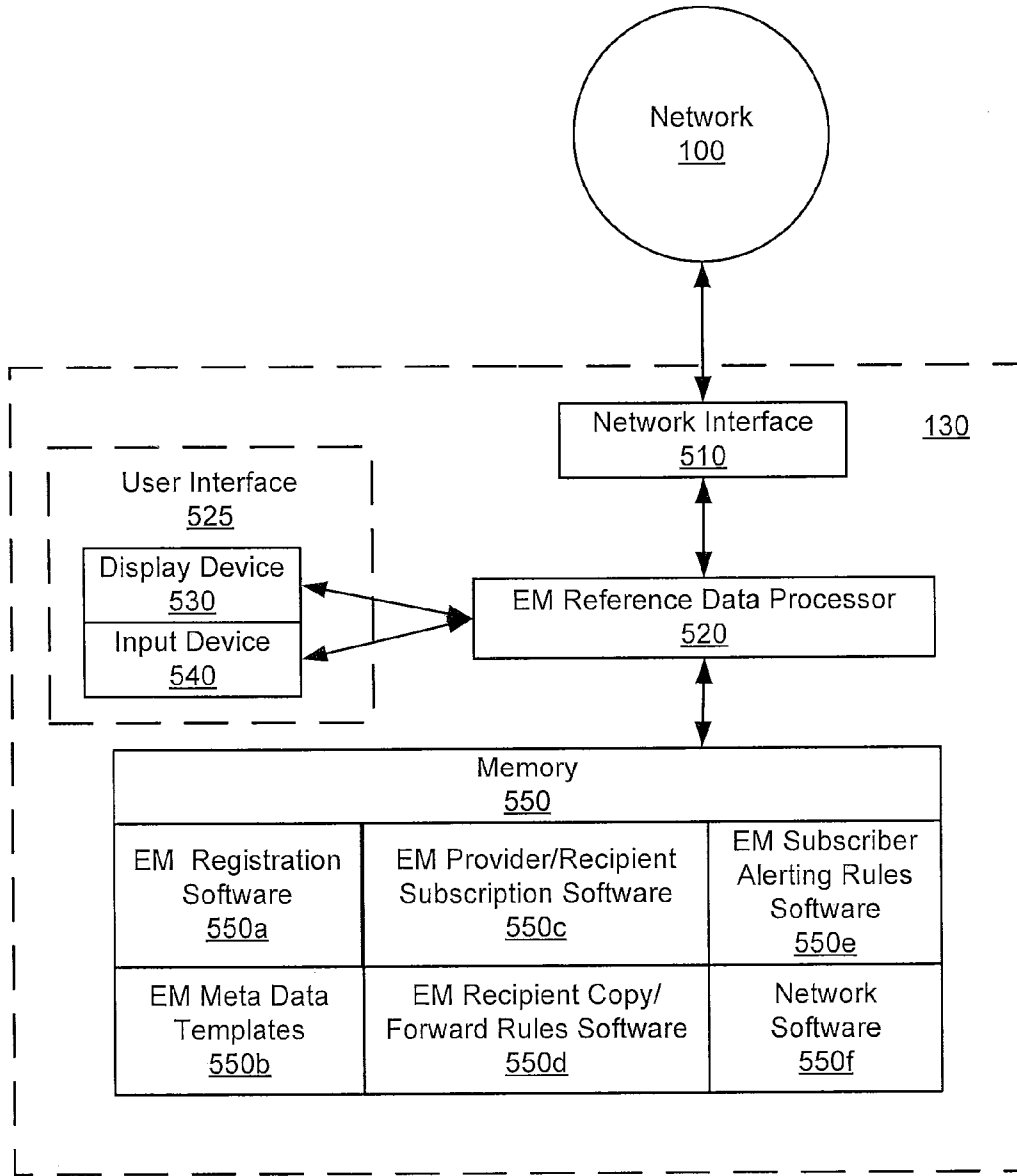 Network
100
Network Interface
510
130
User Interface
525
Display Device
530
Input Device
540
EM Reference Data Processor
520
Memory
550
EM Registration
Software
550a
EM Provider/Recipient
Subscription Software
550c
EM Subscriber
Alerting Rules
Software
550e
EM Meta Data
Templates
550b
EM Recipient Copy/
Forward Rules Software
550d
Network
Software
550f